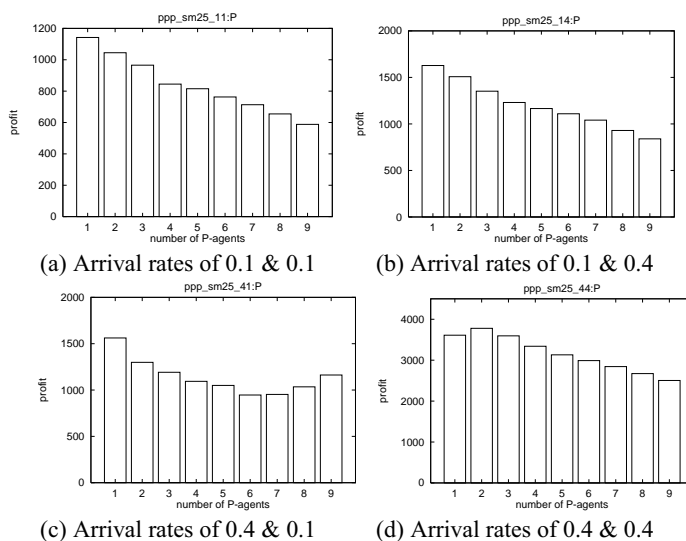 ppp_sm25_11:P
1200
1000
800
600
400
200
0
profit
1 2 3 4 5 6 7 8 9
number of P-agents
(a) Arrival rates of 0.1 & 0.1
ppp_sm25_14:P
2000
1500
1000
500
0
profit
1 2 3 4 5 6 7 8 9
number of P-agents
(b) Arrival rates of 0.1 & 0.4
ppp_sm25_41:P
2000
1500
1000
500
0
profit
1 2 3 4 5 6 7 8 9
number of P-agents
(c) Arrival rates of 0.4 & 0.1
ppp_sm25_44:P
4000
3000
2000
1000
0
profit
1 2 3 4 5 6 7 8 9
number of P-agents
(d) Arrival rates of 0.4 & 0.4